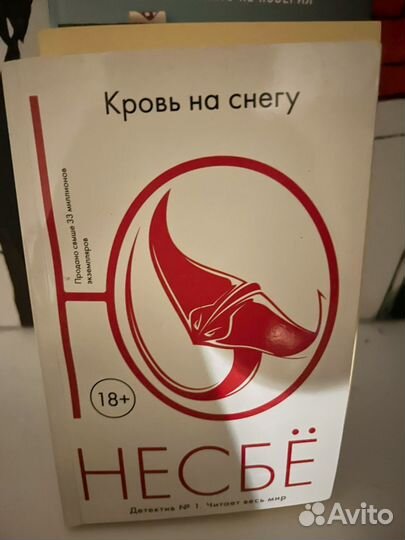 Кровь на снегу
Продано свыше 33 миллионов
экземпляров
Ю
18+
НЕСБЁ
Детектив № 1. Читает весь мир
Avito